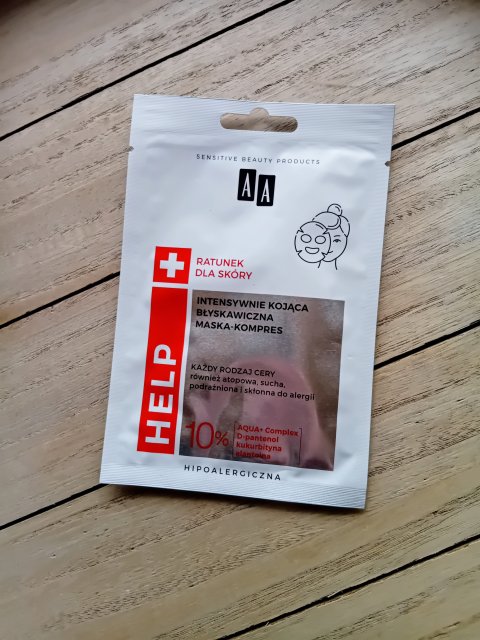 SENSITIVE BEAUTY PRODUCTS
AA
RATUNEK
DLA SKÓRY
HELP
INTENSYWNIE KOJĄCA
BŁYSKAWICZNA
MASKA-KOMPRES
KAŻDY RODZAJ CERY
również atopowa, sucha,
podrażniona i skłonna do alergii
10%
AQUA+ Complex
D-pantenol
kukurbityna
alantoina
HIPOALERGICZNA